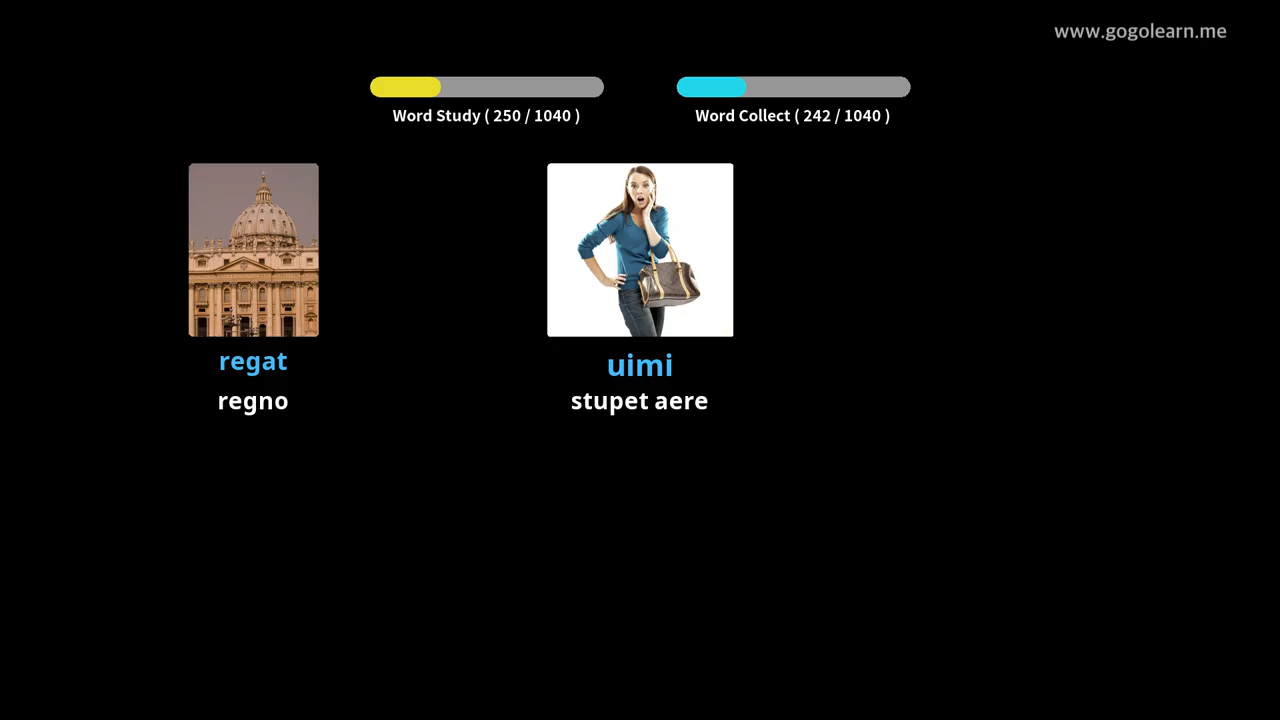 www.gogolearn.me
Word Study ( 250 / 1040 )
Word Collect ( 242 / 1040 )
regat
regno
uimi
stupet aere